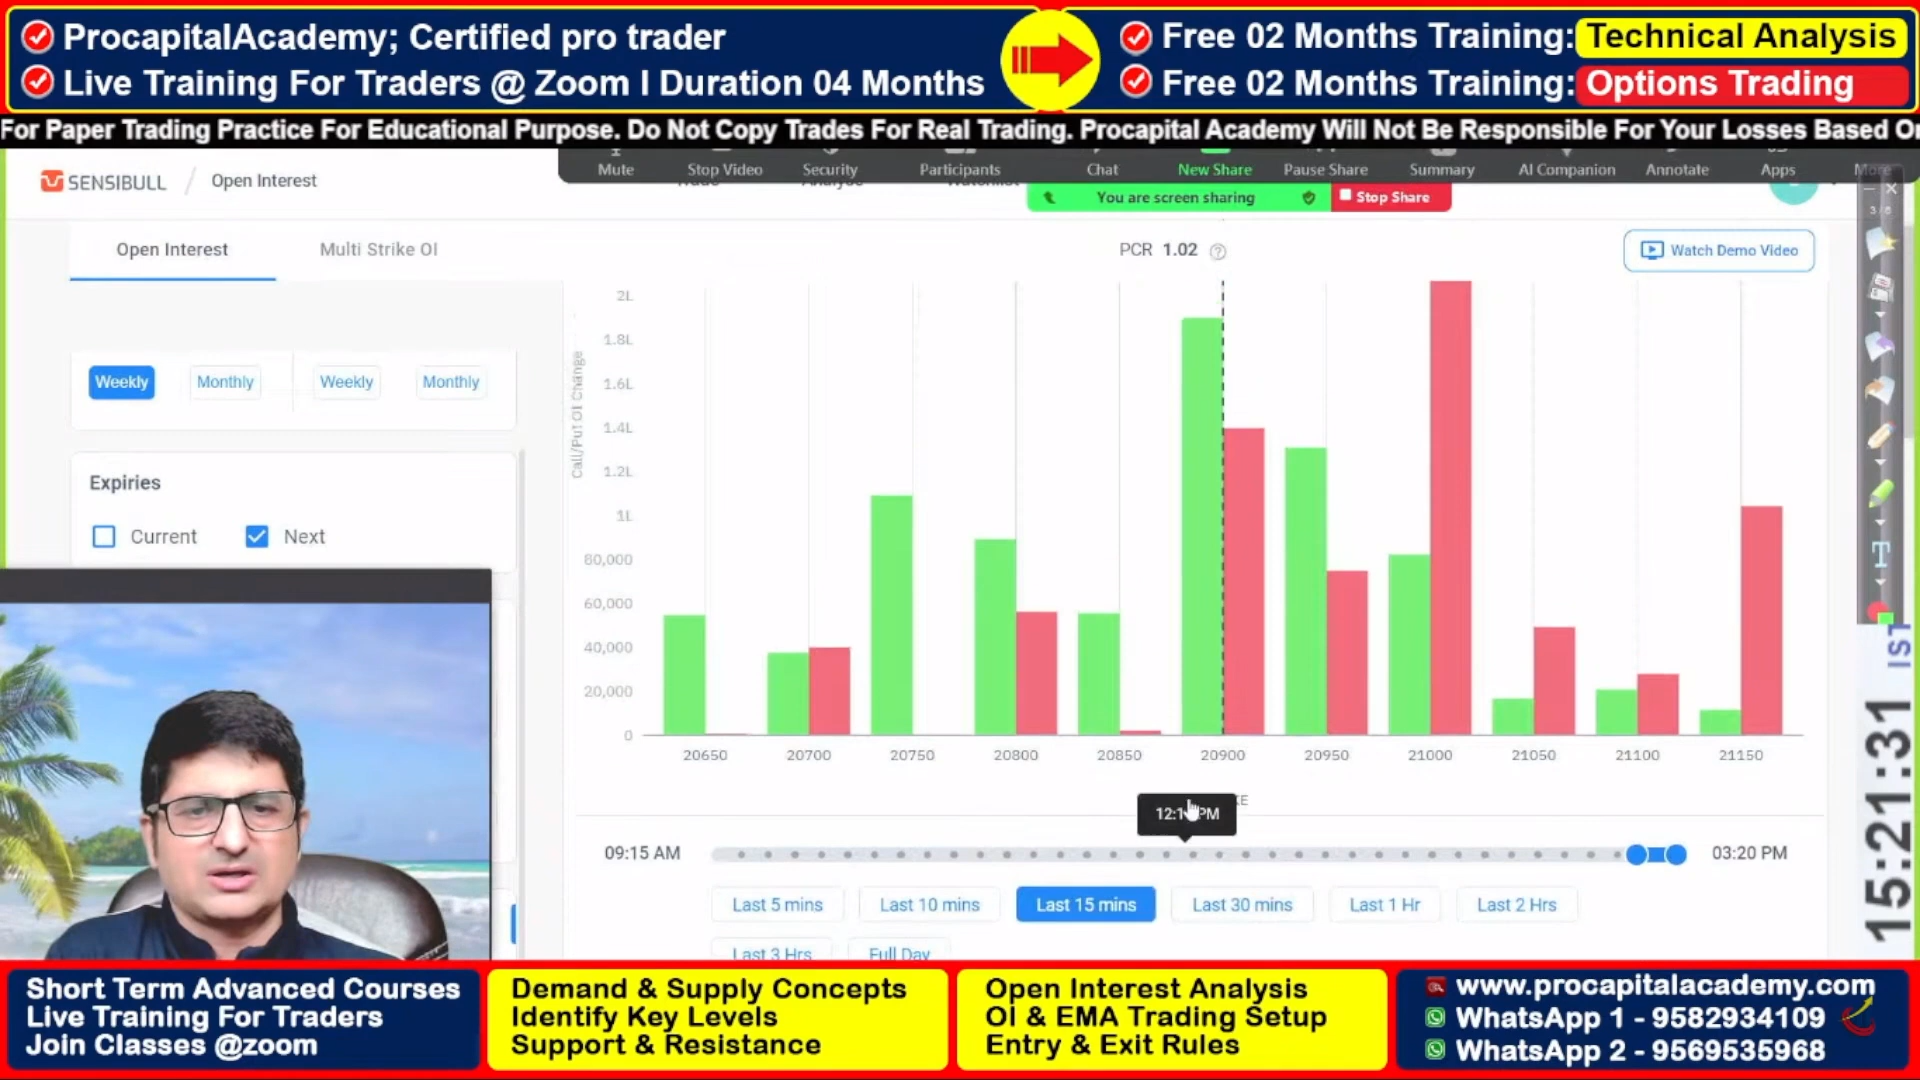 ProcapitalAcademy; Certified pro trader
Live Training For Traders @ Zoom I Duration 04 Months
Free 02 Months Training: Technical Analysis
Free 02 Months Training: Options Trading
For Paper Trading Practice For Educational Purpose. Do Not Copy Trades For Real Trading. Procapital Academy Will Not Be Responsible For Your Losses Based
Mute Stop Video Security Participants Chat New Share Pause Share Summary AI Companion Annotate Apps More
You are screen sharing Stop Share
SENSIBULL / Open Interest
Open Interest Multi Strike OI
PCR 1.02
Watch Demo Video
Weekly Monthly Weekly Monthly
Expiries
Current Next
Call/Put OI Change
2L
1.8L
1.6L
1.4L
1.2L
1L
80,000
60,000
40,000
20,000
0
20650 20700 20750 20800 20850 20900 20950 21000 21050 21100 21150
09:15 AM 03:20 PM
Last 5 mins Last 10 mins Last 15 mins Last 30 mins Last 1 Hr Last 2 Hrs
Last 3 Hrs Full Day
15:21:31 IST
Short Term Advanced Courses
Live Training For Traders
Join Classes @zoom
Demand & Supply Concepts
Identify Key Levels
Support & Resistance
Open Interest Analysis
OI & EMA Trading Setup
Entry & Exit Rules
www.procapitalacademy.com
WhatsApp 1 - 9582934109
WhatsApp 2 - 9569535968